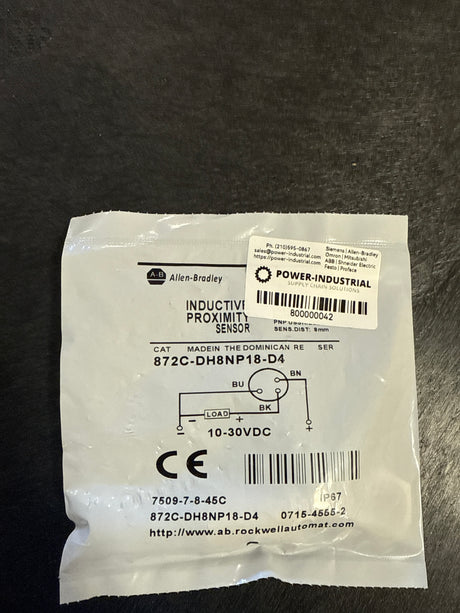 Ph. (210)595-0867
sales@power-industrial.com
https://power-industrial.com
Siemens | Allen-Bradley
Omron | Mitsubishi
ABB | Shneider Electric
Festo | Proface
POWER-INDUSTRIAL
SUPPLY CHAIN SOLUTIONS
800000042
A-B Allen-Bradley
INDUCTIVE
PROXIMITY
SENSOR
SENS.DIST: 8mm
CAT MADEIN THE DOMINICAN RE SER
872C-DH8NP18-D4
BN
BU
BK
LOAD
+
-
+
10-30VDC
CE
7509-7-8-45C IP67
872C-DH8NP18-D4 0715-4555-2
http://www.ab.rockwellautomat.com